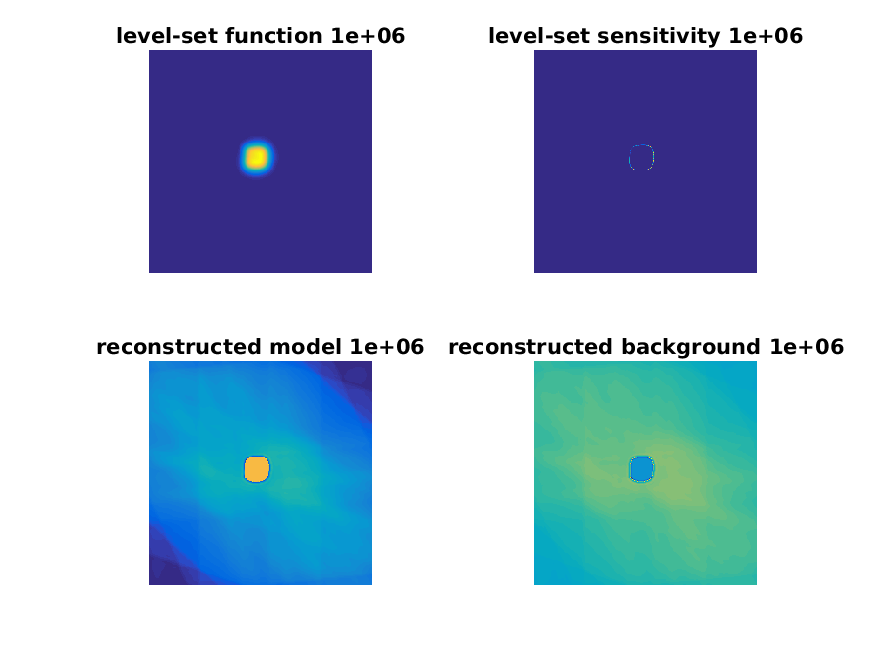 level-set function 1e+06
level-set sensitivity 1e+06
reconstructed model 1e+06
reconstructed background 1e+06